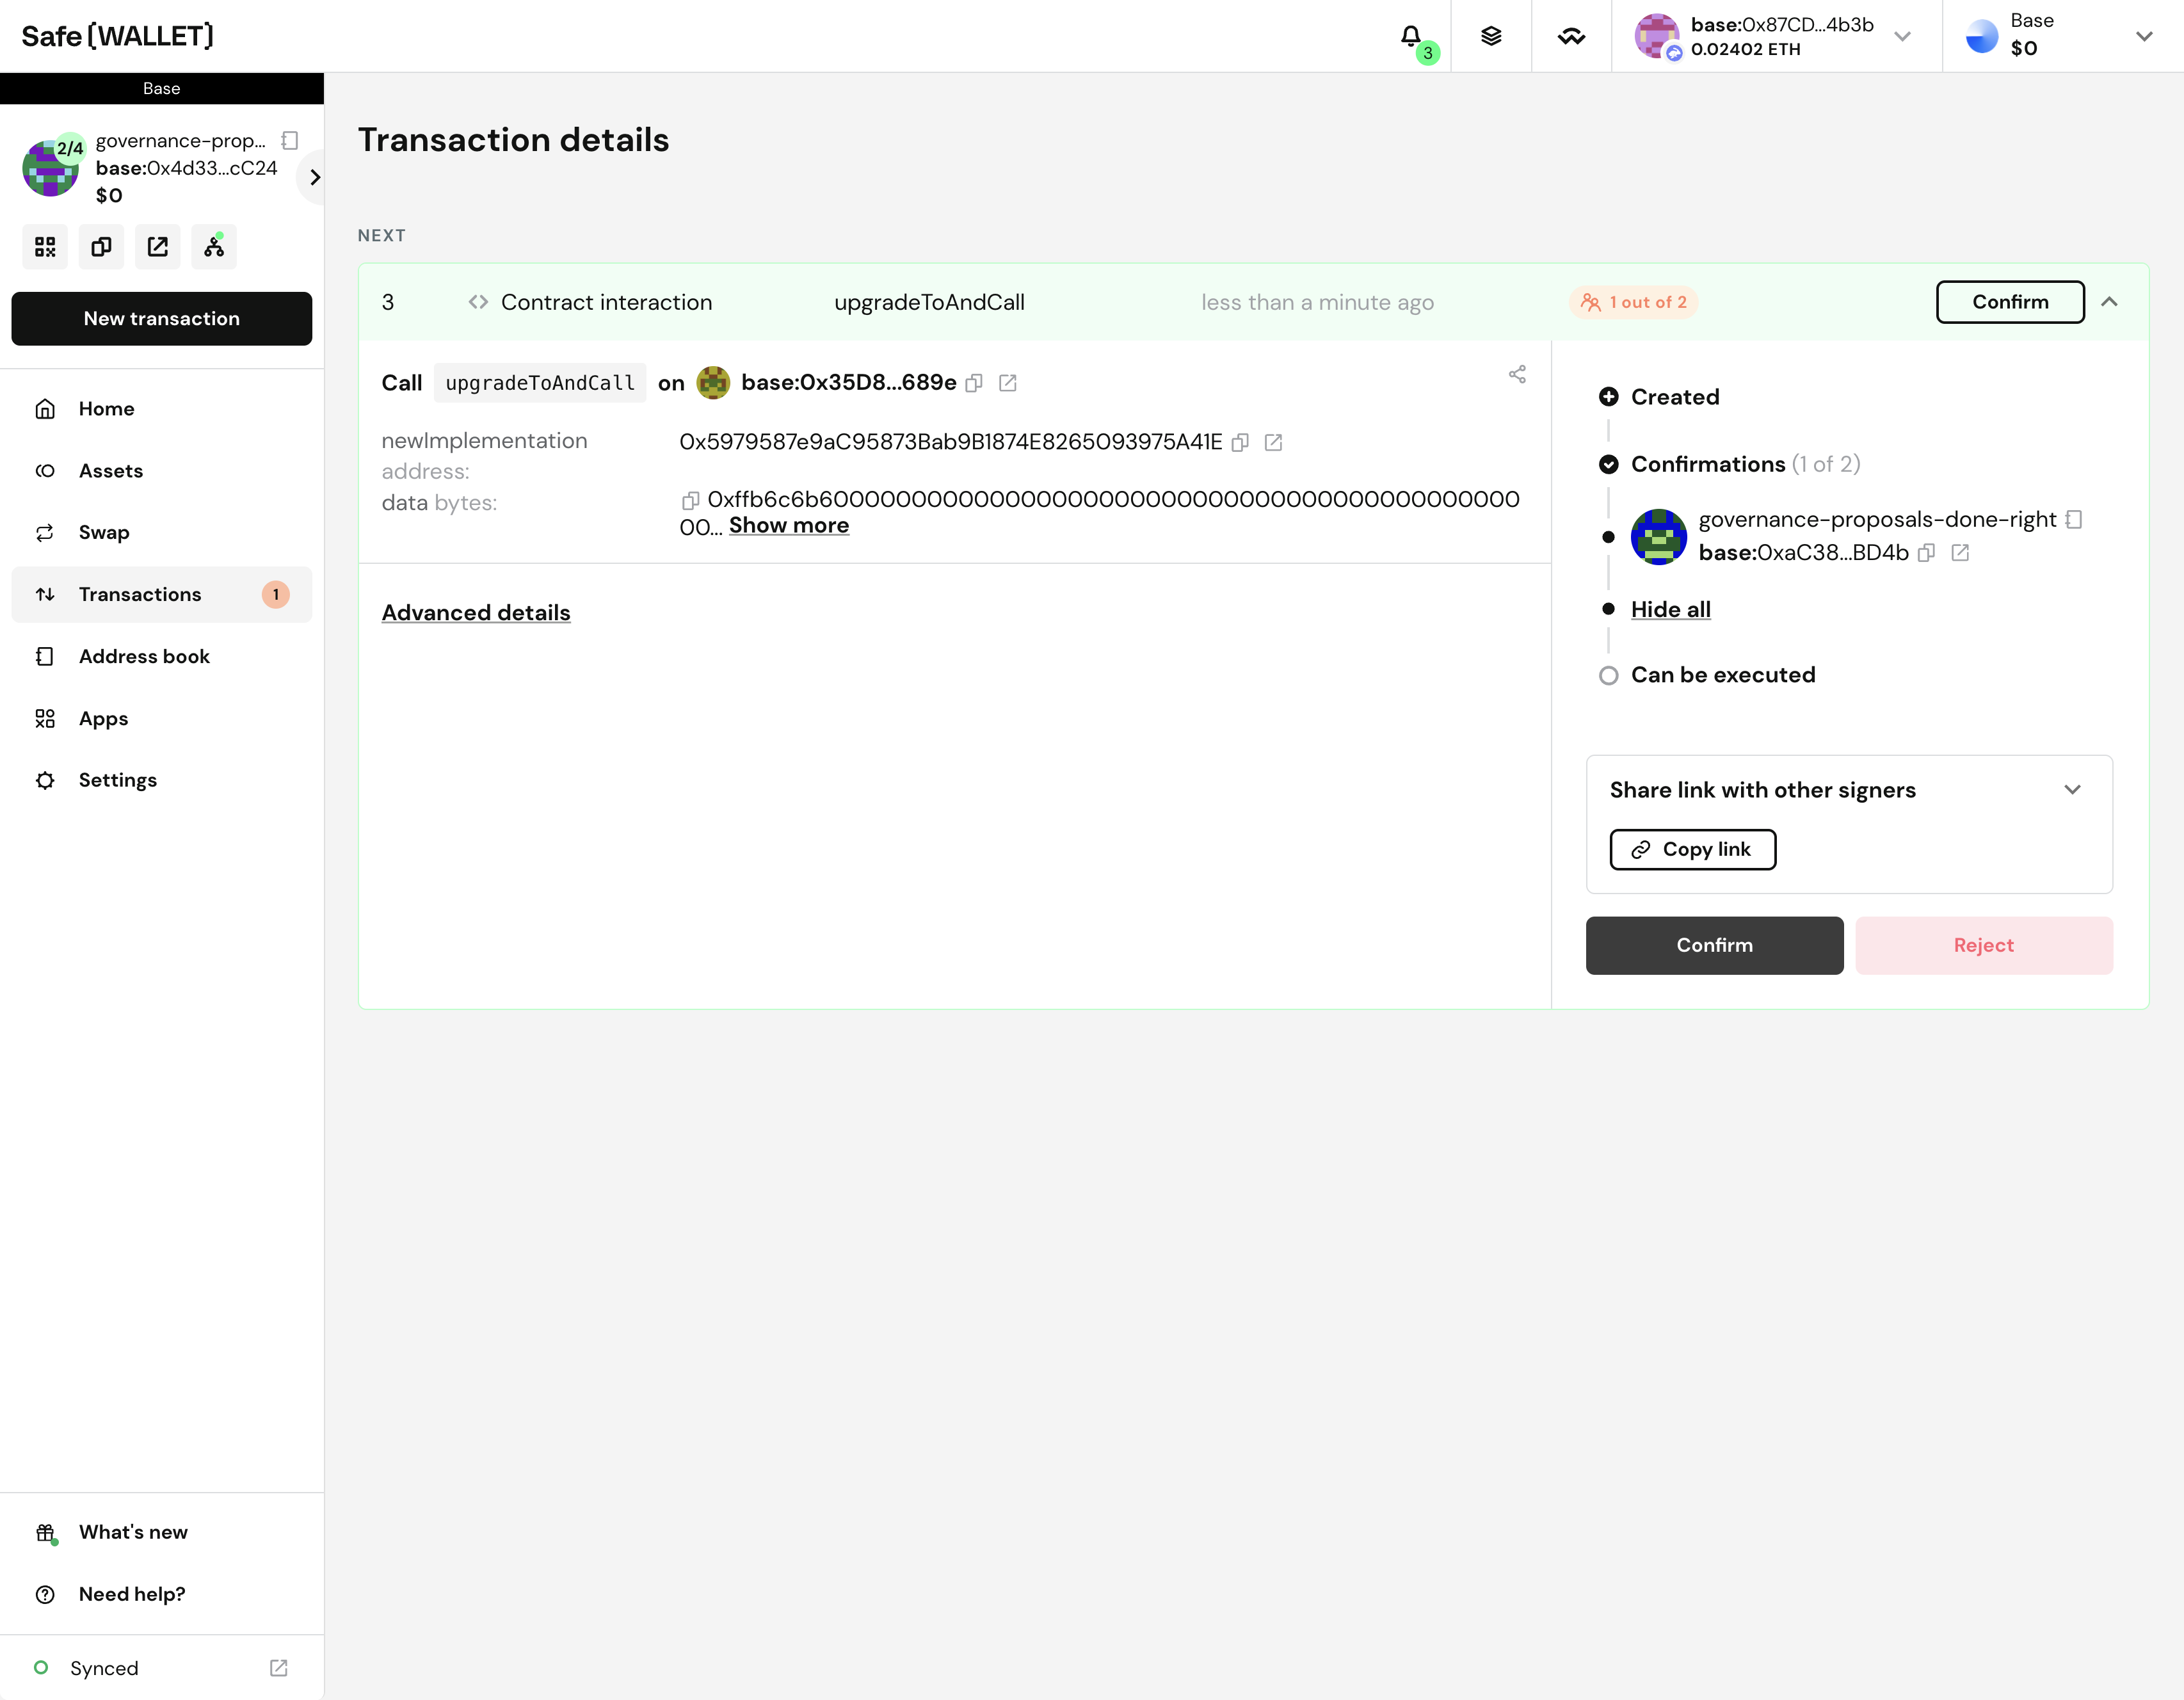 Safe{WALLET}
3
base:0x87CD...4b3b
0.02402 ETH
Base
$0
Base
2/4
governance-prop...
base:0x4d33...cC24
$0
New transaction
Home
Assets
Swap
Transactions
1
Address book
Apps
Settings
What's new
Need help?
Synced
Transaction details
NEXT
3 Contract interaction upgradeToAndCall less than a minute ago 1 out of 2 Confirm
Call upgradeToAndCall on base:0x35D8...689e
newImplementation
address:
0x5979587e9aC95873Bab9B1874E8265093975A41E
data bytes:
0xffb6c6b60000000000000000000000000000000000000000000000
00... Show more
Advanced details
Created
Confirmations (1 of 2)
governance-proposals-done-right
base:0xaC38...BD4b
Hide all
Can be executed
Share link with other signers
Copy link
Confirm
Reject